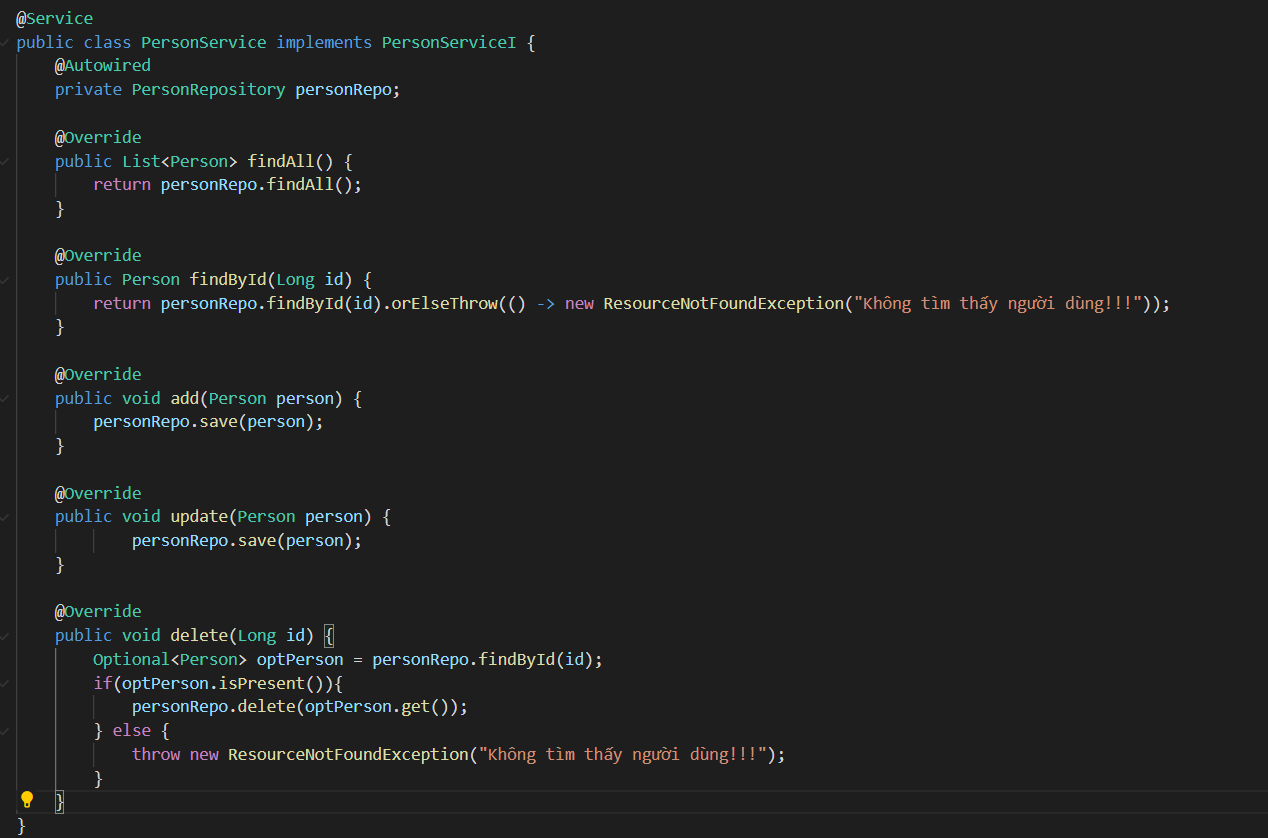 @Service
public class PersonService implements PersonServiceI {
@Autowired
private PersonRepository personRepo;
@Override
public List<Person> findAll() {
return personRepo.findAll();
}
@Override
public Person findById(Long id) {
return personRepo.findById(id).orElseThrow(() -> new ResourceNotFoundException("Không tìm thấy người dùng!!!"));
}
@Override
public void add(Person person) {
personRepo.save(person);
}
@Override
public void update(Person person) {
personRepo.save(person);
}
@Override
public void delete(Long id) {
Optional<Person> optPerson = personRepo.findById(id);
if(optPerson.isPresent()){
personRepo.delete(optPerson.get());
} else {
throw new ResourceNotFoundException("Không tìm thấy người dùng!!!");
}
}
}